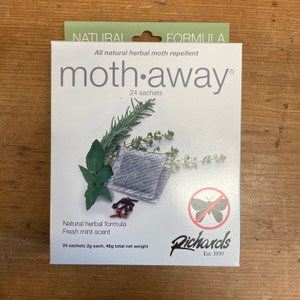 NATURAL FORMULA
All natural herbal moth repellent
moth•away®
24 sachets
Natural herbal formula
Fresh mint scent
24 sachets 2g each, 48g total net weight
Richards
Est 1939